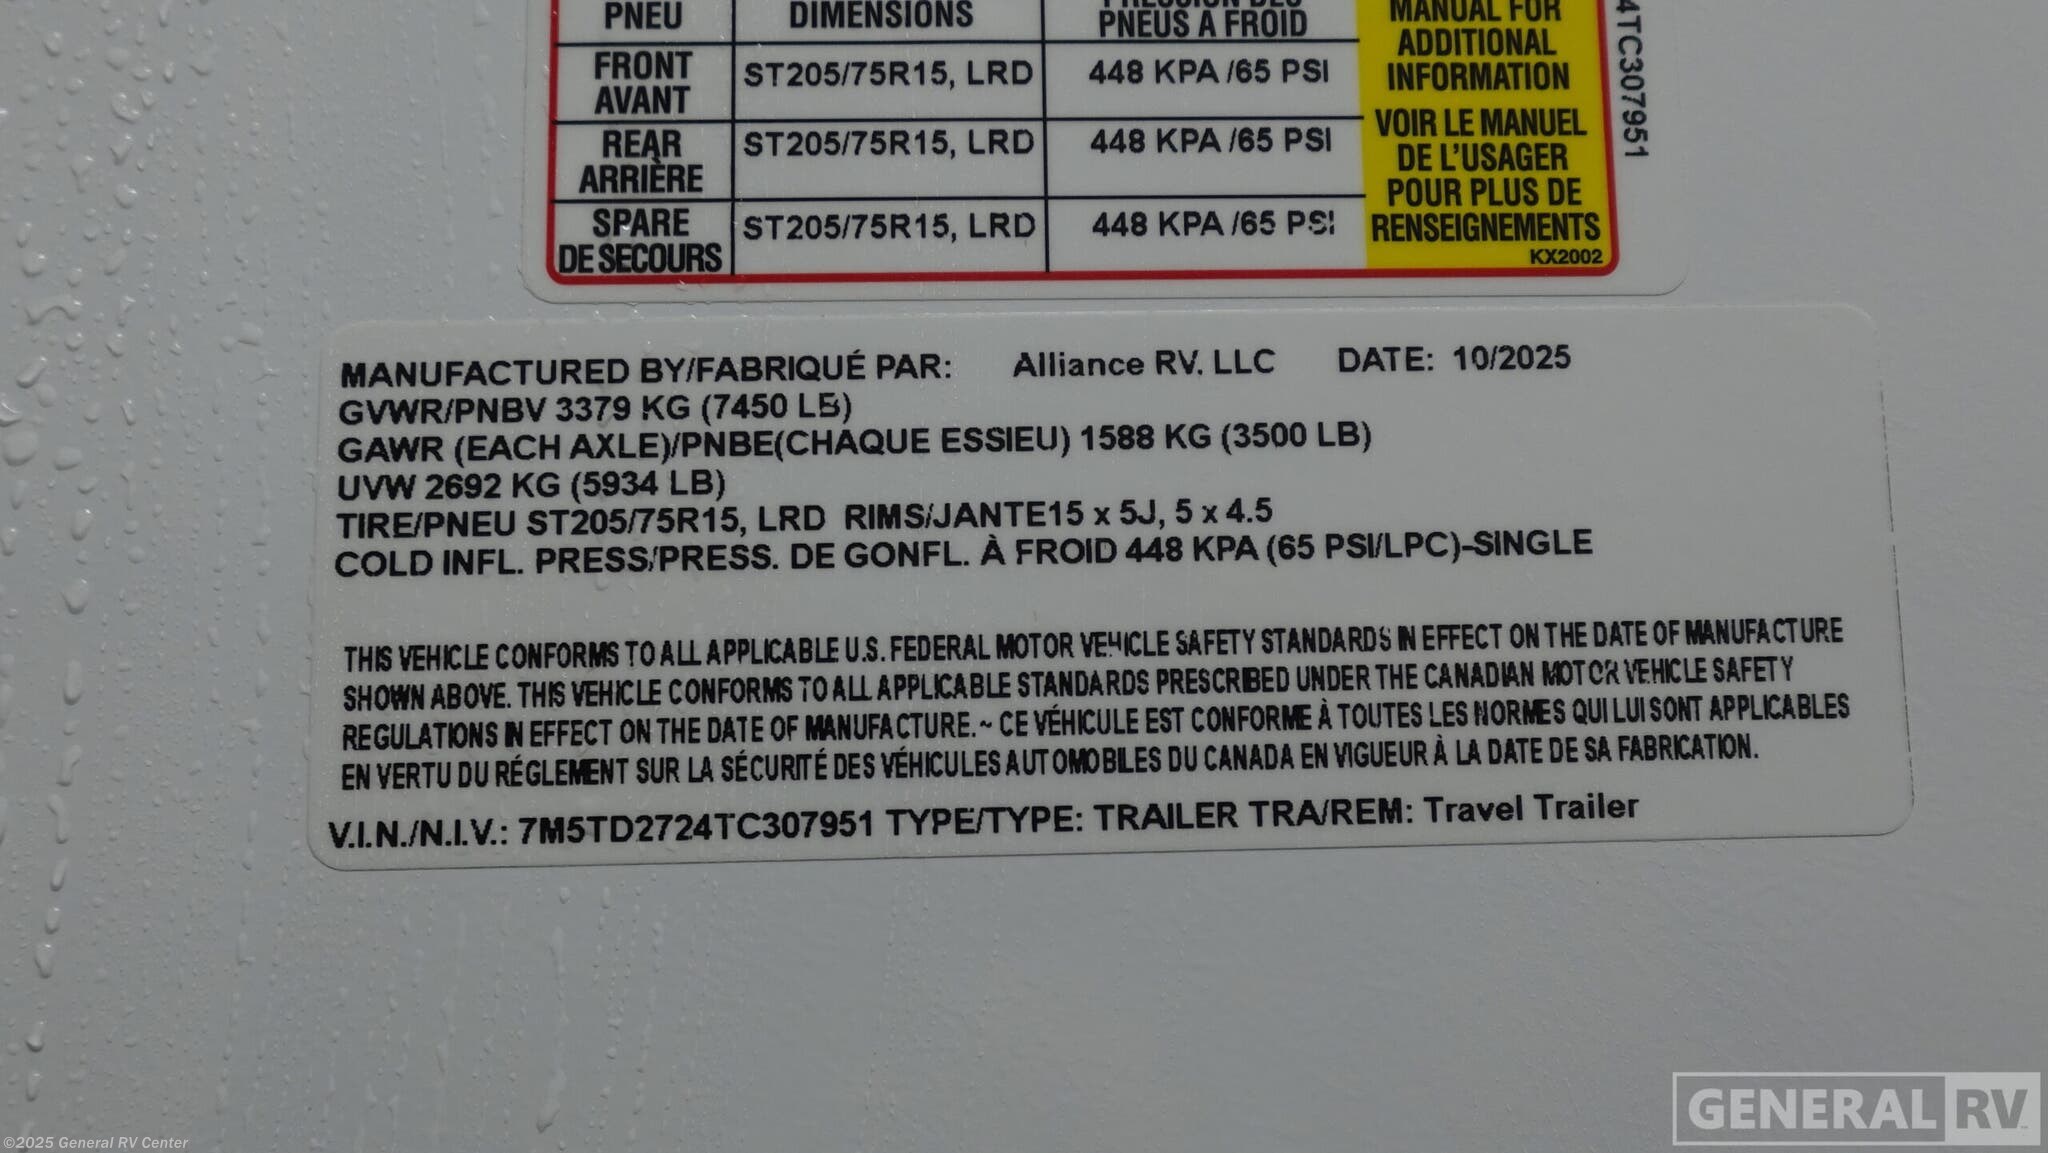 PNEU DIMENSIONS PNEUS A FROID
FRONT AVANT ST205/75R15, LRD 448 KPA /65 PSI
REAR ARRIÈRE ST205/75R15, LRD 448 KPA /65 PSI
SPARE DE SECOURS ST205/75R15, LRD 448 KPA /65 PSI
MANUAL FOR
ADDITIONAL
INFORMATION
VOIR LE MANUEL
DE L'USAGER
POUR PLUS DE
RENSEIGNEMENTS
KX2002
4TC307951
MANUFACTURED BY/FABRIQUÉ PAR: Alliance RV, LLC DATE: 10/2025
GVWR/PNBV 3379 KG (7450 LB)
GAWR (EACH AXLE)/PNBE(CHAQUE ESSIEU) 1588 KG (3500 LB)
UVW 2692 KG (5934 LB)
TIRE/PNEU ST205/75R15, LRD RIMS/JANTE15 x 5J, 5 x 4.5
COLD INFL. PRESS/PRESS. DE GONFL. À FROID 448 KPA (65 PSI/LPC)-SINGLE
THIS VEHICLE CONFORMS TO ALL APPLICABLE U.S. FEDERAL MOTOR VEHICLE SAFETY STANDARDS IN EFFECT ON THE DATE OF MANUFACTURE
SHOWN ABOVE. THIS VEHICLE CONFORMS TO ALL APPLICABLE STANDARDS PRESCRIBED UNDER THE CANADIAN MOTOR VEHICLE SAFETY
REGULATIONS IN EFFECT ON THE DATE OF MANUFACTURE. ~ CE VÉHICULE EST CONFORME À TOUTES LES NORMES QUI LUI SONT APPLICABLES
EN VERTU DU RÉGLEMENT SUR LA SÉCURITÉ DES VÉHICULES AUTOMOBILES DU CANADA EN VIGUEUR À LA DATE DE SA FABRICATION.
V.I.N./N.I.V.: 7M5TD2724TC307951 TYPE/TYPE: TRAILER TRA/REM: Travel Trailer
GENERAL RV
©2025 General RV Center